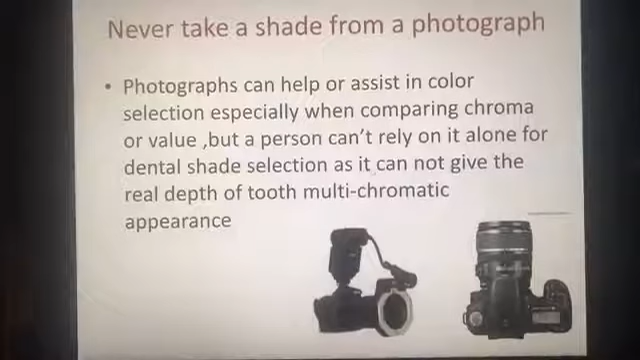 Never take a shade from a photograph
• Photographs can help or assist in color
selection especially when comparing chroma
or value ,but a person can't rely on it alone for
dental shade selection as it can not give the
real depth of tooth multi-chromatic
appearance